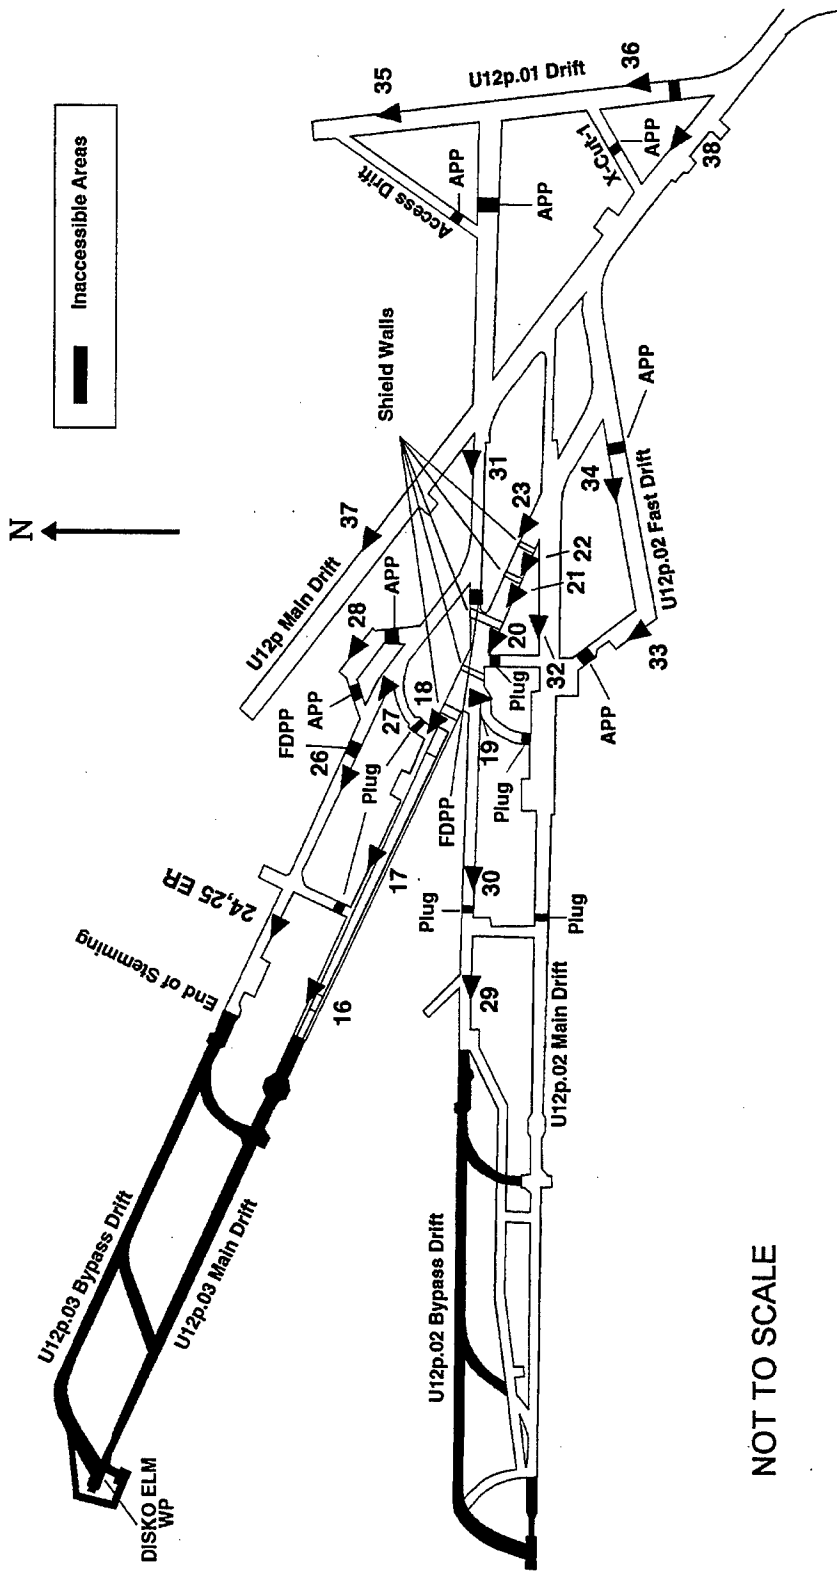 N
Inaccessible Areas
35
U12p.01 Drift
36
Access Drift
APP
APP
X-Cut-1
APP
38
Shield Walls
U12p Main Drift
37
31
23
22
21
20
APP
34
U12p.02 Fast Drift
33
32
APP
28
APP
APP
FDPP
26
27
18
Plug
Plug
19
Plug
FDPP
24,25 ER
17
30
Plug
Plug
End of Stemming
16
29
U12p.02 Main Drift
U12p.03 Bypass Drift
U12p.03 Main Drift
U12p.02 Bypass Drift
DISKO ELM
WP
NOT TO SCALE